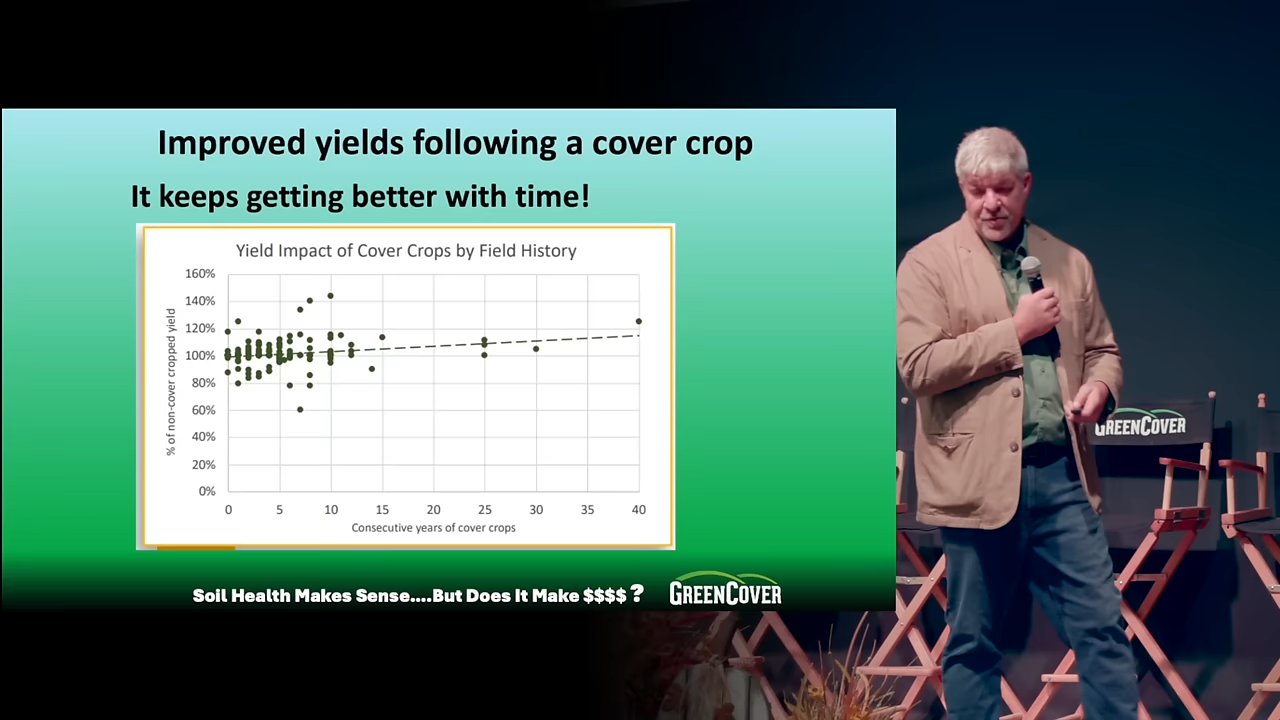 Improved yields following a cover crop
It keeps getting better with time!
Yield Impact of Cover Crops by Field History
% of non-cover cropped yield
160%
140%
120%
100%
80%
60%
40%
20%
0%
0 5 10 15 20 25 30 35 40
Consecutive years of cover crops
Soil Health Makes Sense....But Does It Make $$$$ ?
GREENCOVER
GREENCOVER